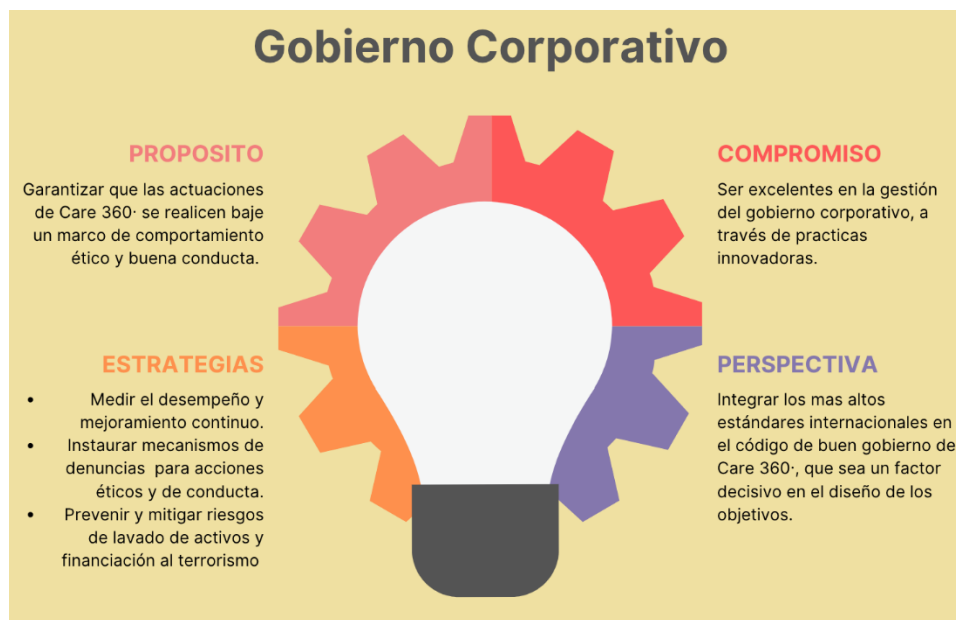 Gobierno Corporativo
PROPOSITO
Garantizar que las actuaciones
de Care 360· se realicen baje
un marco de comportamiento
ético y buena conducta.
COMPROMISO
Ser excelentes en la gestión
del gobierno corporativo, a
través de practicas
innovadoras.
ESTRATEGIAS
• Medir el desempeño y
mejoramiento continuo.
• Instaurar mecanismos de
denuncias para acciones
éticos y de conducta.
• Prevenir y mitigar riesgos
de lavado de activos y
financiación al terrorismo
PERSPECTIVA
Integrar los mas altos
estándares internacionales en
el código de buen gobierno de
Care 360·, que sea un factor
decisivo en el diseño de los
objetivos.